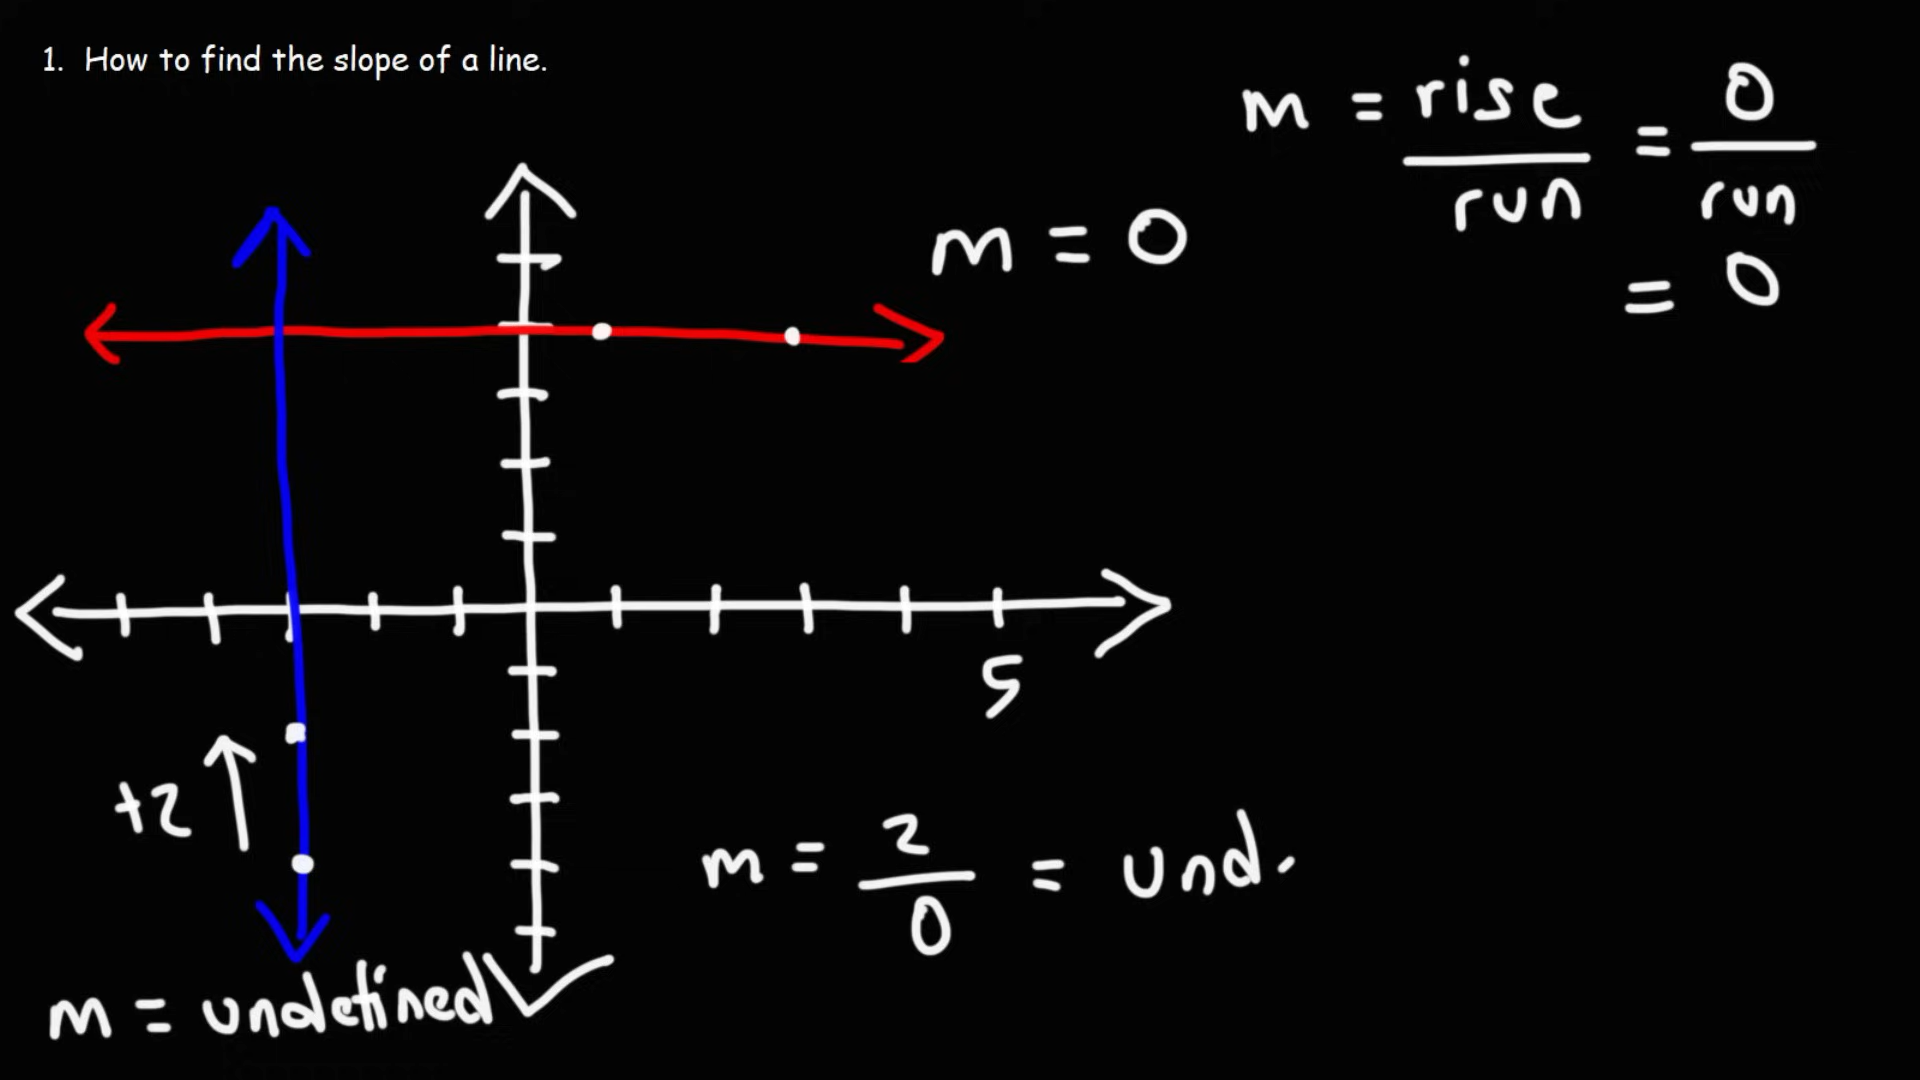 1. How to find the slope of a line.
m = rise/run = 0/run
= 0
m = 0
5
+2
m = 2/0 = und.
m = undefined